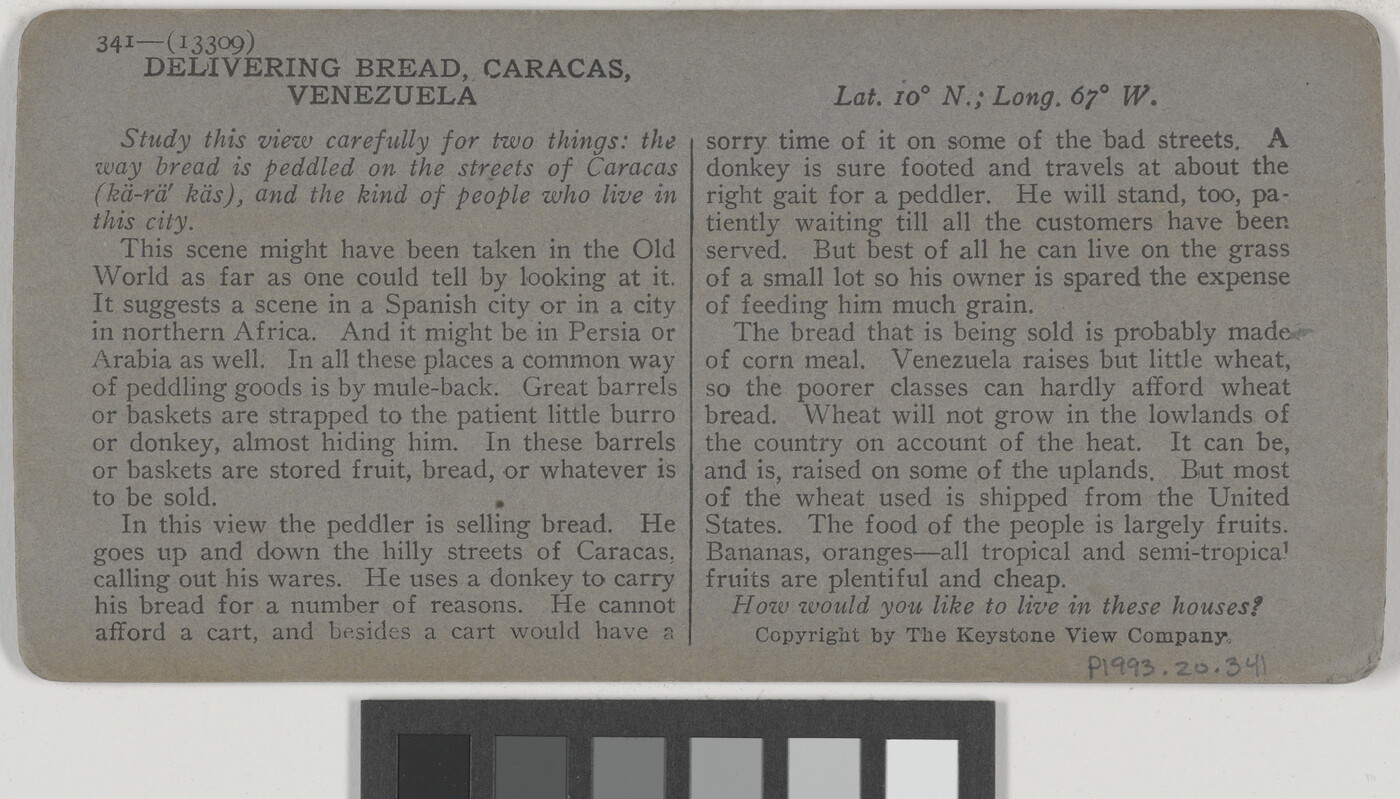 341—(13309)
DELIVERING BREAD, CARACAS,
VENEZUELA
Study this view carefully for two things: the
way bread is peddled on the streets of Caracas
(kä-rä′ käs), and the kind of people who live in
this city.
This scene might have been taken in the Old
World as far as one could tell by looking at it.
It suggests a scene in a Spanish city or in a city
in northern Africa. And it might be in Persia or
Arabia as well. In all these places a common way
of peddling goods is by mule-back. Great barrels
or baskets are strapped to the patient little burro
or donkey, almost hiding him. In these barrels
or baskets are stored fruit, bread, or whatever is
to be sold.
In this view the peddler is selling bread. He
goes up and down the hilly streets of Caracas,
calling out his wares. He uses a donkey to carry
his bread for a number of reasons. He cannot
afford a cart, and besides a cart would have a
Lat. 10° N.; Long. 67° W.
sorry time of it on some of the bad streets. A
donkey is sure footed and travels at about the
right gait for a peddler. He will stand, too, pa-
tiently waiting till all the customers have been
served. But best of all he can live on the grass
of a small lot so his owner is spared the expense
of feeding him much grain.
The bread that is being sold is probably made
of corn meal. Venezuela raises but little wheat,
so the poorer classes can hardly afford wheat
bread. Wheat will not grow in the lowlands of
the country on account of the heat. It can be,
and is, raised on some of the uplands. But most
of the wheat used is shipped from the United
States. The food of the people is largely fruits.
Bananas, oranges—all tropical and semi-tropical
fruits are plentiful and cheap.
How would you like to live in these houses?
Copyright by The Keystone View Company.
P1993.20.341